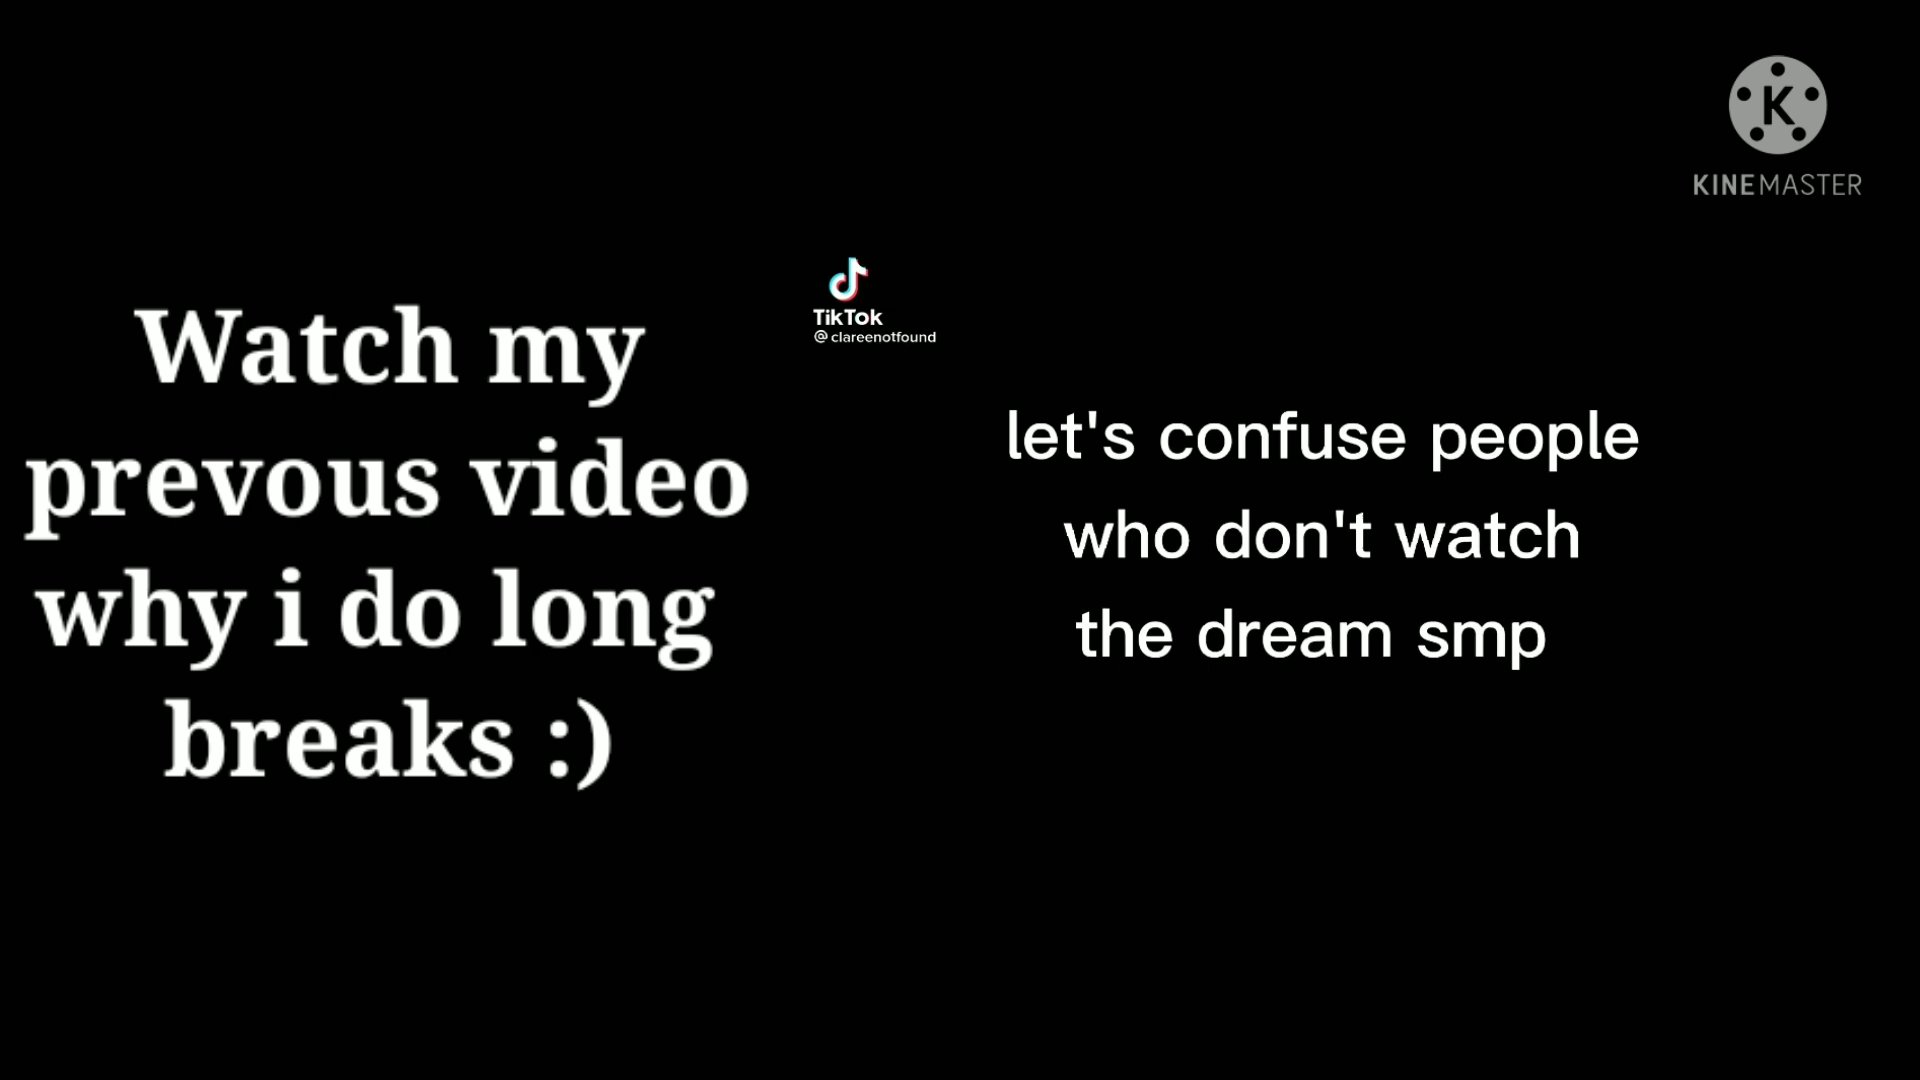 KINEMASTER
Watch my
prevous video
why i do long
breaks :)
TikTok
@clareenotfound
let's confuse people
who don't watch
the dream smp